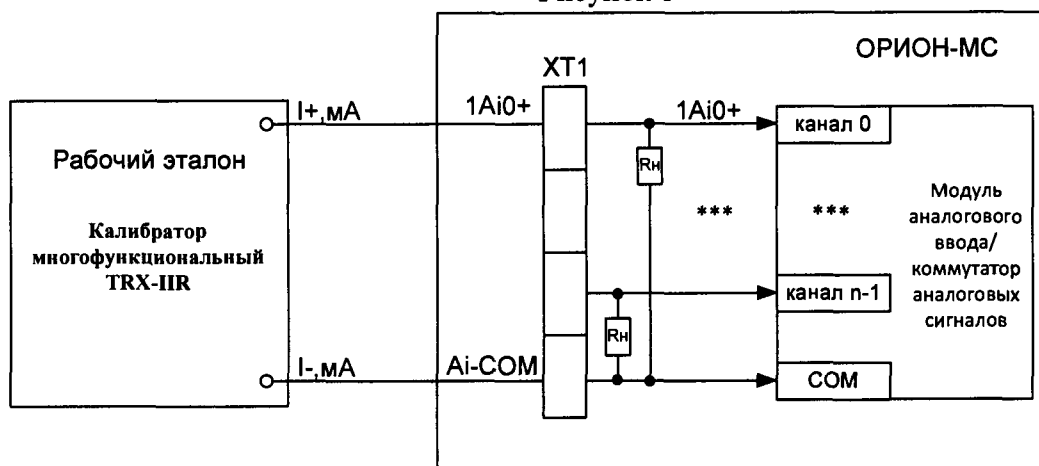 ОРИОН-МС
XT1
I+,мА
1Ai0+
1Ai0+
канал 0
Rн
Рабочий эталон
Калибратор
многофункциональный
TRX-IIR
***
***
Модуль
аналогового
ввода/
коммутатор
аналоговых
сигналов
канал n-1
Rн
I-,мА
Ai-COM
COM